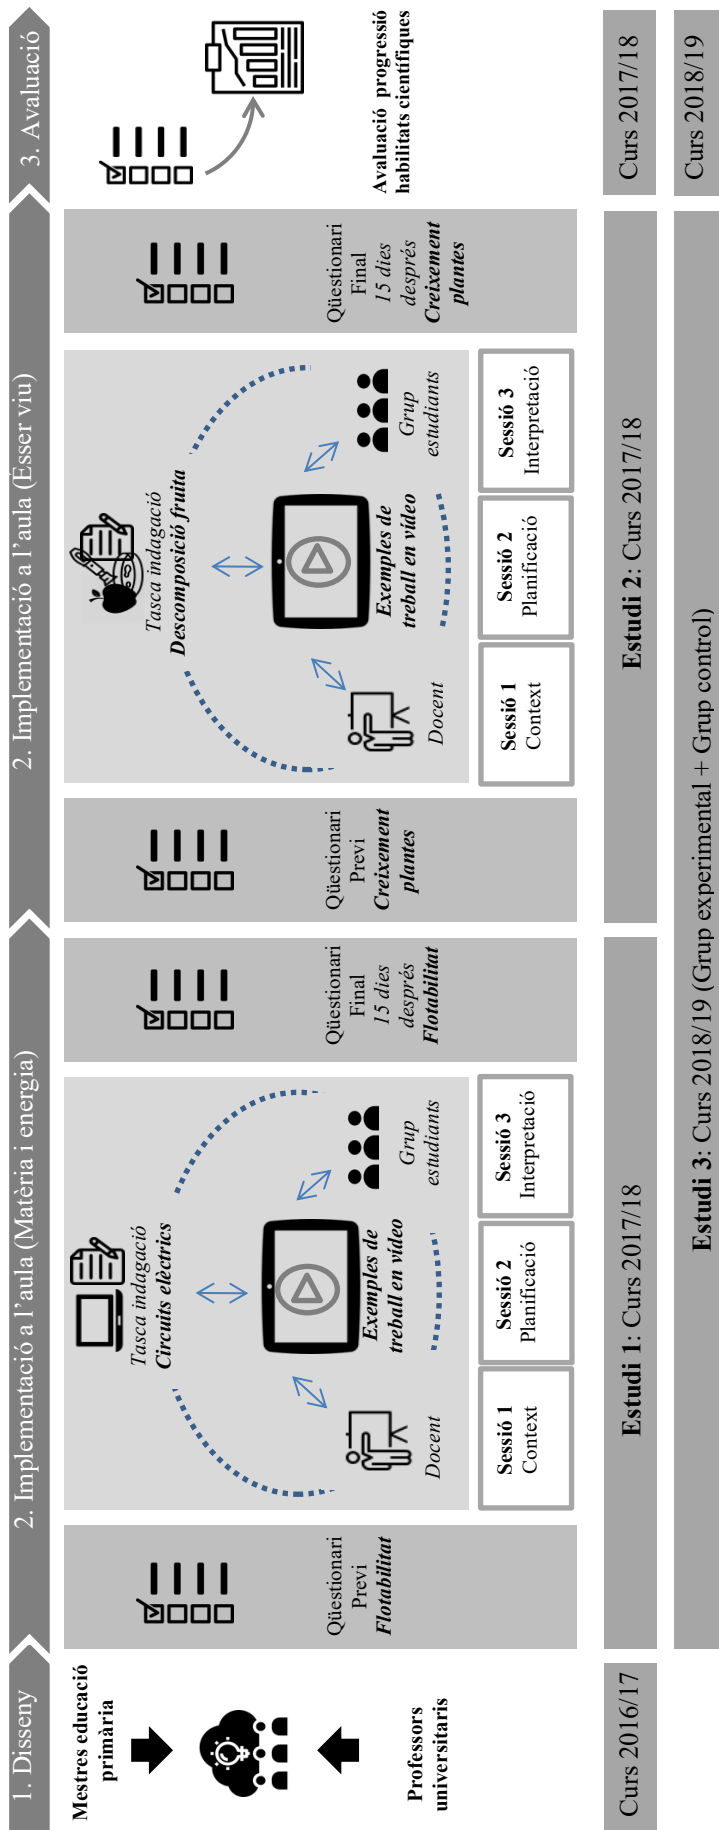 1. Disseny
2. Implementació a l’aula (Matèria i energia)
2. Implementació a l’aula (Ésser viu)
3. Avaluació
Mestres educació
primària
Professors
universitaris
Qüestionari
Previ
Flotabilitat
Tasca indagació
Circuits elèctrics
Exemples de
treball en vídeo
Docent
Grup
estudiants
Sessió 1
Context
Sessió 2
Planificació
Sessió 3
Interpretació
Qüestionari
Final
15 dies
després
Flotabilitat
Qüestionari
Previ
Creixement
plantes
Tasca indagació
Descomposició fruita
Exemples de
treball en vídeo
Docent
Grup
estudiants
Sessió 1
Context
Sessió 2
Planificació
Sessió 3
Interpretació
Qüestionari
Final
15 dies
després
Creixement
plantes
Avaluació progressió
habilitats científiques
Curs 2016/17
Estudi 1: Curs 2017/18
Estudi 2: Curs 2017/18
Curs 2017/18
Estudi 3: Curs 2018/19 (Grup experimental + Grup control)
Curs 2018/19